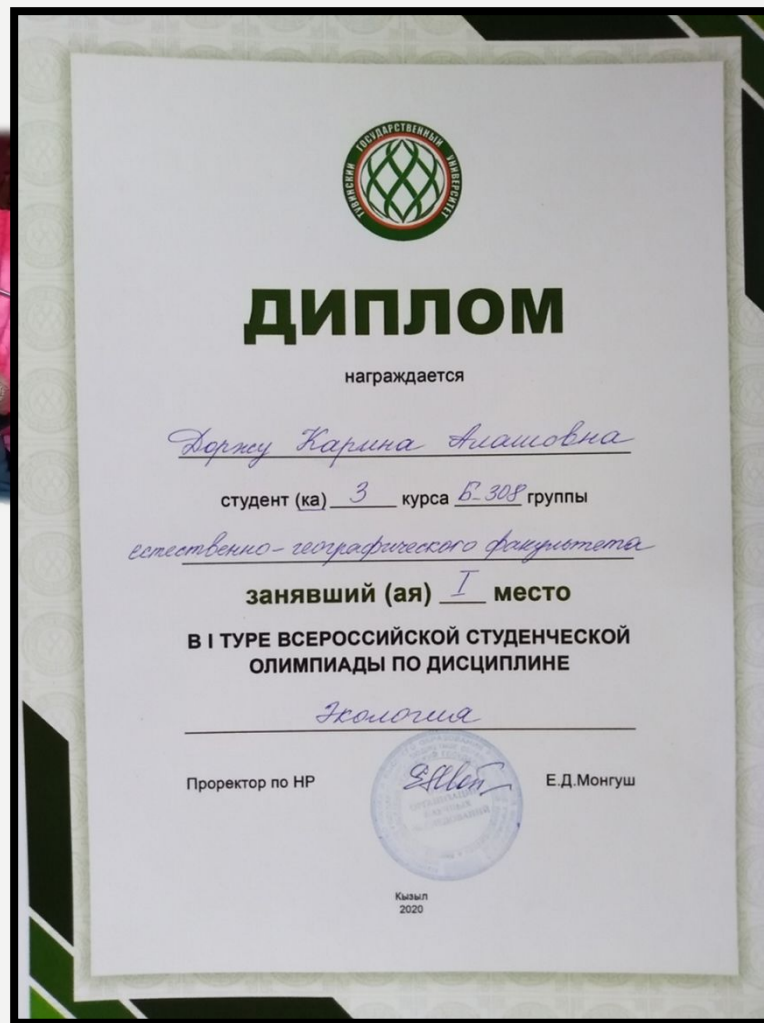 ТУВИНСКИЙ ГОСУДАРСТВЕННЫЙ УНИВЕРСИТЕТ
ДИПЛОМ
награждается
Доржу Карина Алашовна
студент (ка) 3 курса Б-308 группы
естественно-географического факультета
занявший (ая) I место
В I ТУРЕ ВСЕРОССИЙСКОЙ СТУДЕНЧЕСКОЙ
ОЛИМПИАДЫ ПО ДИСЦИПЛИНЕ
Экология
Проректор по НР Е.Д.Монгуш
Кызыл
2020